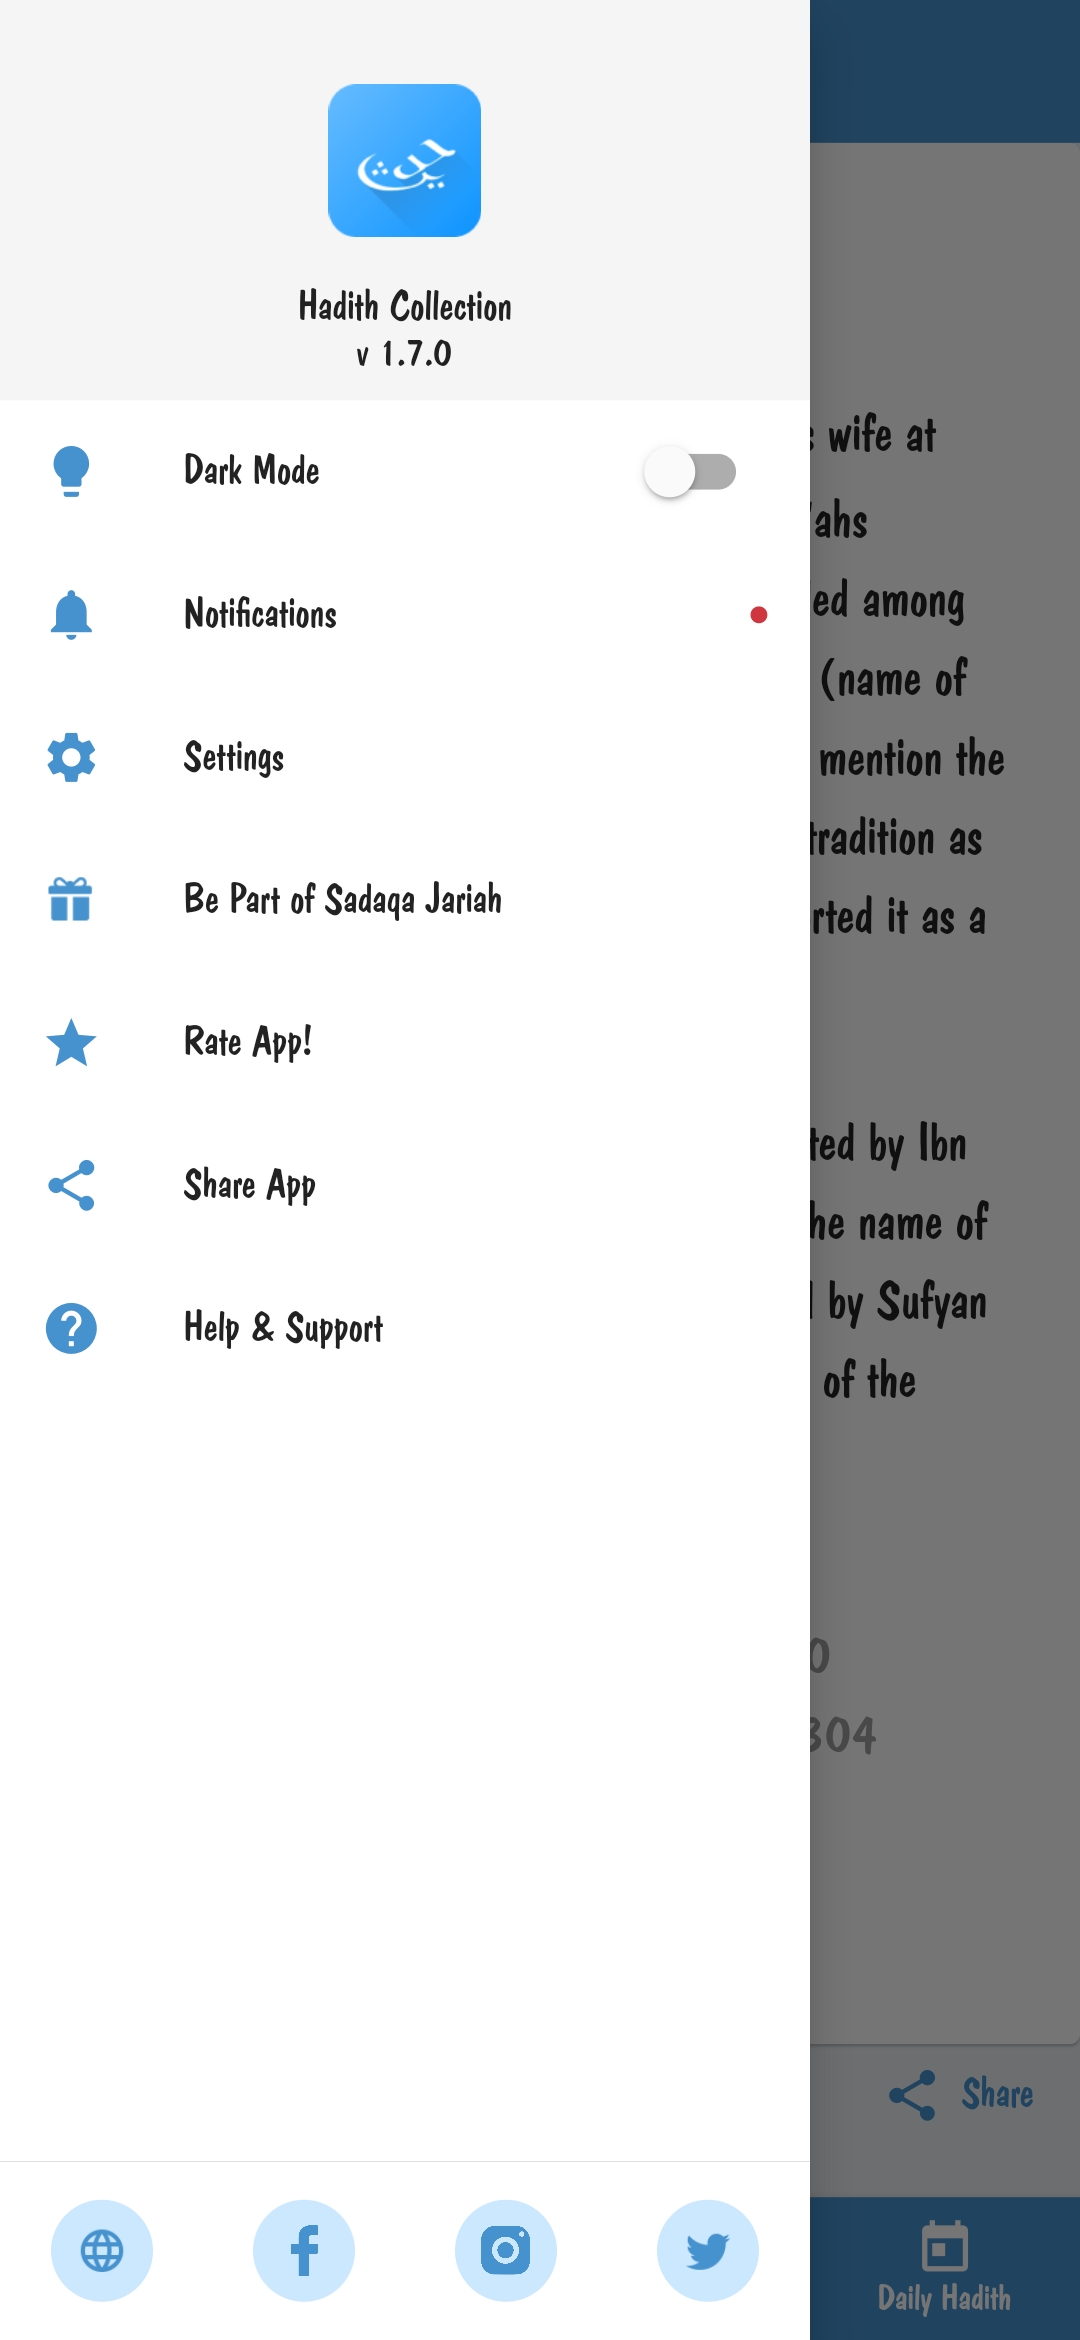 حديث
Hadith Collection
v 1.7.0
Dark Mode
Notifications
Settings
Be Part of Sadaqa Jariah
Rate App!
Share App
Help & Support
wife at
ed among
(name of
mention the
tradition as
rted it as a
ted by Ibn
he name of
by Sufyan
of the
304
Share
Daily Hadith